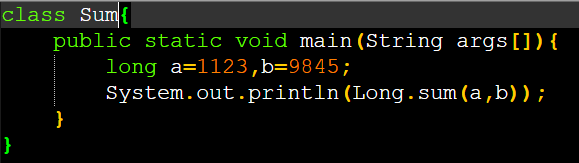 class Sum{
    public static void main(String args[]){
        long a=1123,b=9845;
        System.out.println(Long.sum(a,b));
    }
}